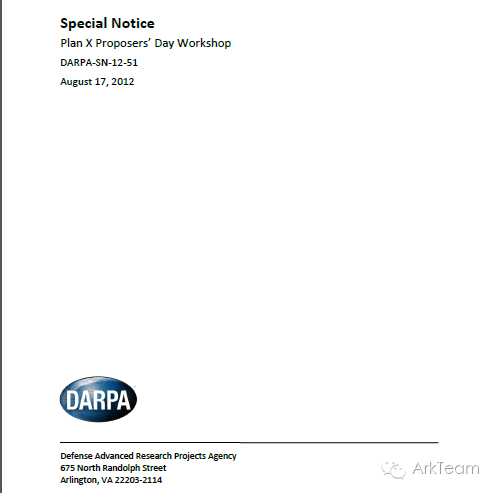 Special Notice
Plan X Proposers' Day Workshop
DARPA-SN-12-51
August 17, 2012
DARPA
Defense Advanced Research Projects Agency
675 North Randolph Street
Arlington, VA 22203-2114
ArkTeam